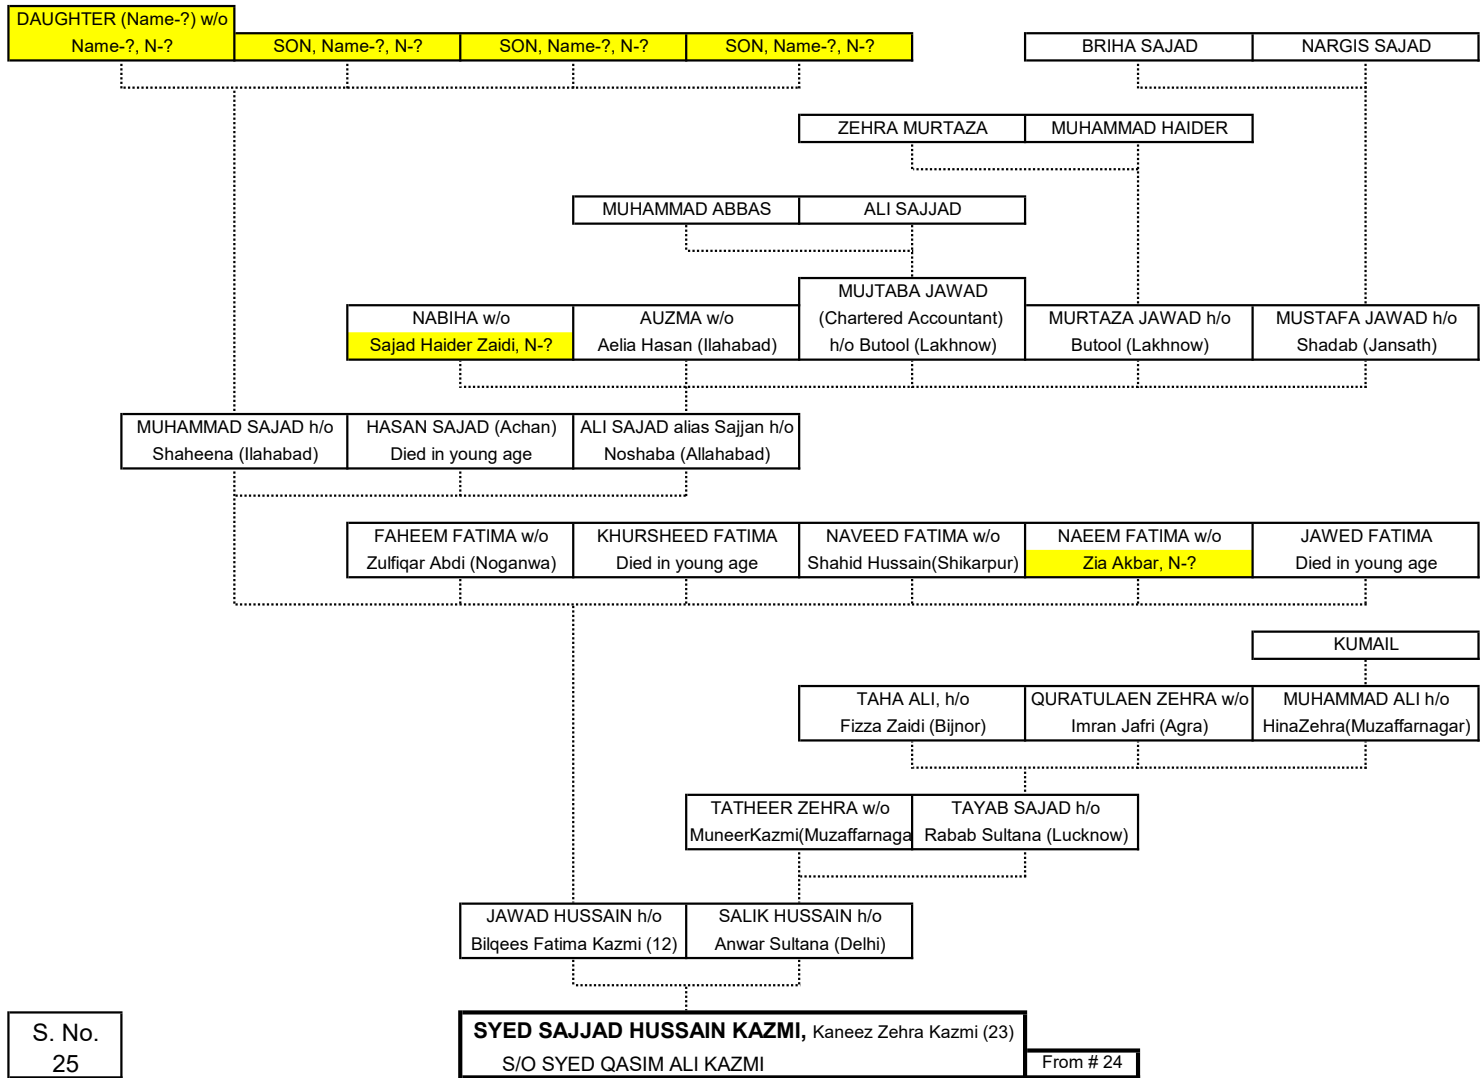 DAUGHTER (Name-?) w/o
Name-?, N-?
SON, Name-?, N-?
SON, Name-?, N-?
SON, Name-?, N-?
BRIHA SAJAD
NARGIS SAJAD
ZEHRA MURTAZA
MUHAMMAD HAIDER
MUHAMMAD ABBAS
ALI SAJJAD
NABIHA w/o
Sajad Haider Zaidi, N-?
AUZMA w/o
Aelia Hasan (Ilahabad)
MUJTABA JAWAD
(Chartered Accountant)
h/o Butool (Lakhnow)
MURTAZA JAWAD h/o
Butool (Lakhnow)
MUSTAFA JAWAD h/o
Shadab (Jansath)
MUHAMMAD SAJAD h/o
Shaheena (Ilahabad)
HASAN SAJAD (Achan)
Died in young age
ALI SAJAD alias Sajjan h/o
Noshaba (Allahabad)
FAHEEM FATIMA w/o
Zulfiqar Abdi (Noganwa)
KHURSHEED FATIMA
Died in young age
NAVEED FATIMA w/o
Shahid Hussain(Shikarpur)
NAEEM FATIMA w/o
Zia Akbar, N-?
JAWED FATIMA
Died in young age
KUMAIL
TAHA ALI, h/o
Fizza Zaidi (Bijnor)
QURATULAEN ZEHRA w/o
Imran Jafri (Agra)
MUHAMMAD ALI h/o
HinaZehra(Muzaffarnagar)
TATHEER ZEHRA w/o
MuneerKazmi(Muzaffarnaga
TAYAB SAJAD h/o
Rabab Sultana (Lucknow)
JAWAD HUSSAIN h/o
Bilqees Fatima Kazmi (12)
SALIK HUSSAIN h/o
Anwar Sultana (Delhi)
S. No.
25
SYED SAJJAD HUSSAIN KAZMI, Kaneez Zehra Kazmi (23)
S/O SYED QASIM ALI KAZMI
From # 24